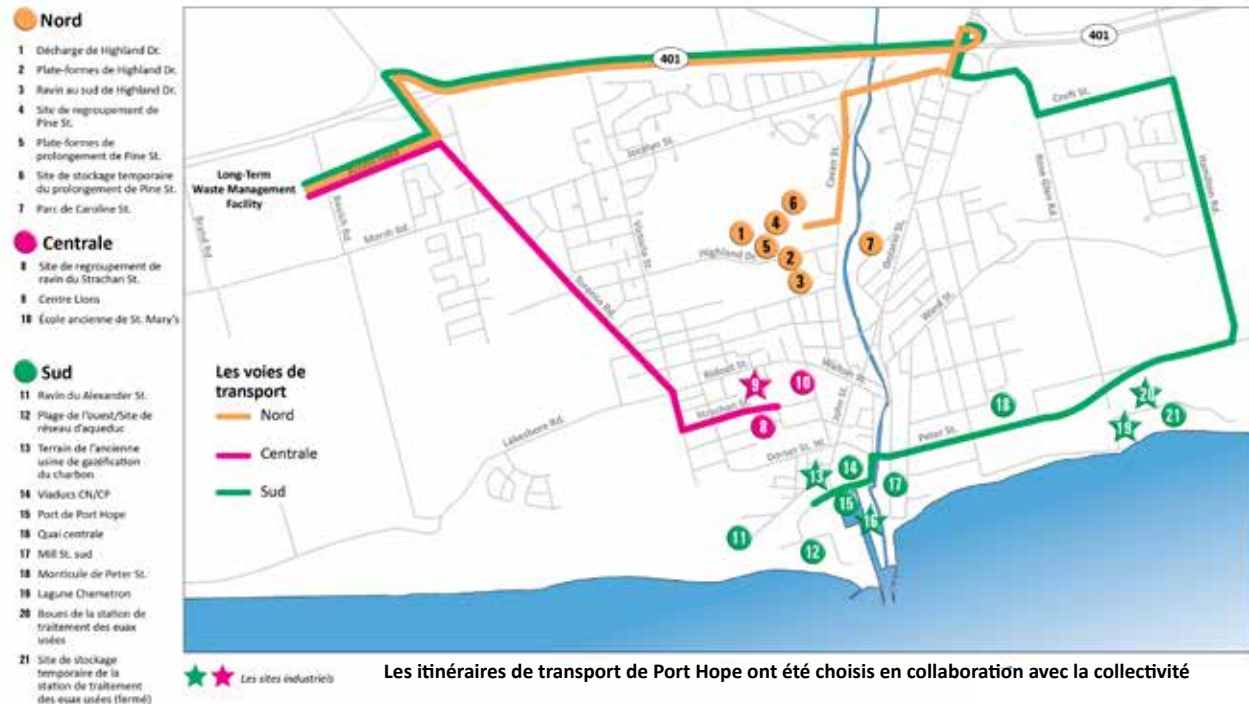 Nord
1 Décharge de Highland Dr.
2 Plate-formes de Highland Dr.
3 Ravin au sud de Highland Dr.
4 Site de regroupement de
Pine St.
5 Plate-formes de
prolongement de Pine St.
6 Site de stockage temporaire
du prolongement de Pine St.
7 Parc de Caroline St.
Centrale
8 Site de regroupement de
ravin du Strachan St.
9 Centre Lions
10 École ancienne de St. Mary's
Sud
11 Ravin du Alexander St.
12 Plage de l'ouest/Site de
réseau d'aqueduc
13 Terrain de l'ancienne
usine de gazéification
du charbon
14 Viaducs CN/CP
15 Port de Port Hope
16 Quai centrale
17 Mill St. sud
18 Monticule de Peter St.
19 Lagune Chemetron
20 Boues de la station de
traitement des euax
usées
21 Site de stockage
temporaire de la
station de traitement
des euax usées (fermé)
401
401
Croft St.
Jocelyn St.
Cavan St.
Rose Glen Rd.
Hamilton Rd.
Long-Term
Waste Management
Facility
Brand Rd
Baulch Rd.
Marsh Rd.
Victoria St.
Toronto Rd.
Highland Dr.
Ontario St.
Ward St.
6
4
1
5
2
3
7
Ridout St.
Walton St.
9
10
Strachan St.
8
John St.
Lakeshore Rd.
Dorset St. W.
Peter St.
18
20
21
19
13
14
15
17
16
11
12
Les voies de
transport
Nord
Centrale
Sud
Les sites industriels
Les itinéraires de transport de Port Hope ont été choisis en collaboration avec la collectivité